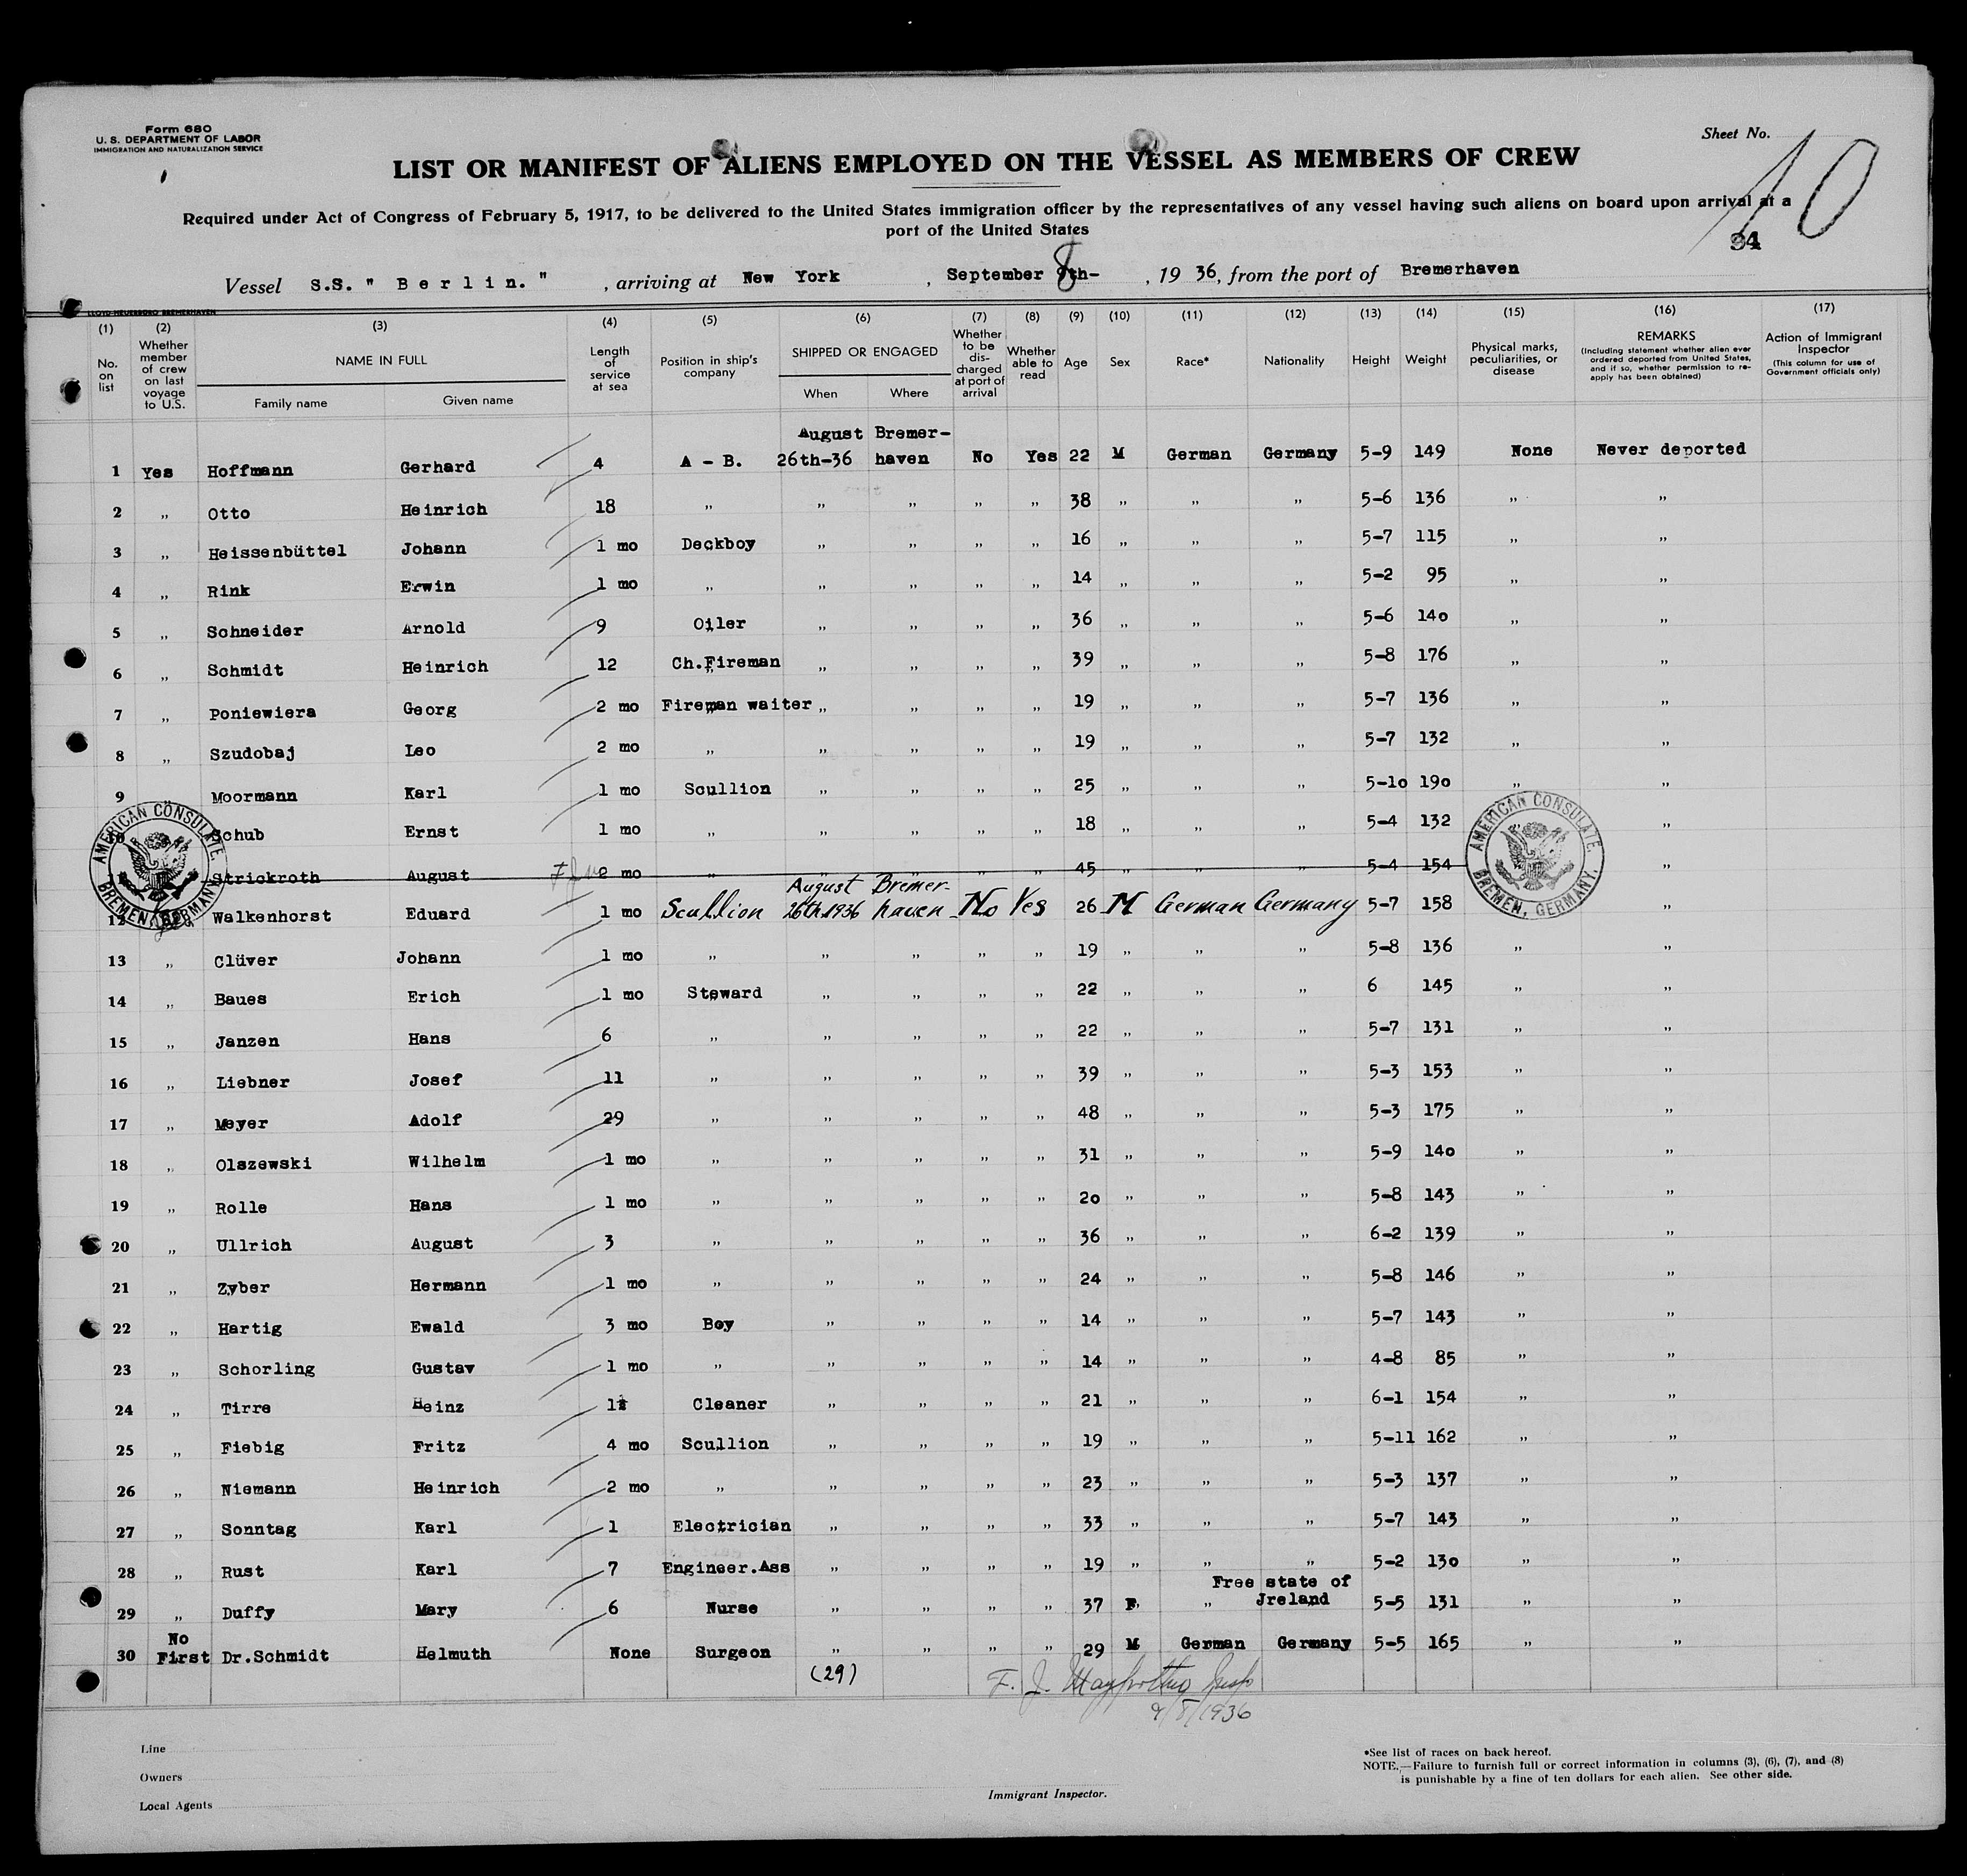 Form 680
U. S. DEPARTMENT OF LABOR
IMMIGRATION AND NATURALIZATION SERVICE
Sheet No. 10
LIST OR MANIFEST OF ALIENS EMPLOYED ON THE VESSEL AS MEMBERS OF CREW
Required under Act of Congress of February 5, 1917, to be delivered to the United States immigration officer by the representatives of any vessel having such aliens on board upon arrival at a
port of the United States
34
Vessel S.S. " B e r l i n . " , arriving at New York , September 8 th- , 19 36, from the port of Bremerhaven
(1) (2) (3) (4) (5) (6) (7) (8) (9) (10) (11) (12) (13) (14) (15) (16) (17)
No. on list Whether member of crew on last voyage to U.S. NAME IN FULL Family name Given name Length of service at sea Position in ship's company SHIPPED OR ENGAGED When Where Whether to be discharged at port of arrival Whether able to read Age Sex Race* Nationality Height Weight Physical marks, peculiarities, or disease REMARKS (Including statement whether alien ever ordered deported from United States, and if so, whether permission to re-apply has been obtained) Action of Immigrant Inspector (This column for use of Government officials only)
August Bremer-
1 Yes Hoffmann Gerhard 4 A - B. 26th-36 haven No Yes 22 M German Germany 5-9 149 None Never deported
2 " Otto Heinrich 18 " " " " " 38 " " " 5-6 136 " "
3 " Heissenbüttel Johann 1 mo Deckboy " " " " 16 " " " 5-7 115 " "
4 " Rink Erwin 1 mo " " " " " 14 " " " 5-2 95 " "
5 " Schneider Arnold 9 Oiler " " " " 36 " " " 5-6 140 " "
6 " Schmidt Heinrich 12 Ch.Fireman " " " " 39 " " " 5-8 176 " "
7 " Poniewiera Georg 2 mo Fireman waiter " " " " 19 " " " 5-7 136 " "
8 " Szudobaj Leo 2 mo " " " " " 19 " " " 5-7 132 " "
9 Moormann Karl 1 mo Scullion " " " " 25 " " " 5-10 190 " "
10 Schub Ernst 1 mo " " " " " 18 " " " 5-4 132 "
Strickroth August 2 mo " " " " " 45 " " " 5-4 154 "
August Bremer-
12 Walkenhorst Eduard 1 mo Scullion 26th 1936 haven No Yes 26 M German Germany 5-7 158 "
AMERICAN CONSULATE. BREMEN, GERMANY.
AMERICAN CONSULATE. BREMEN, GERMANY.
13 " Clüver Johann 1 mo " " " " " 19 " " " 5-8 136 " "
14 " Baues Erich 1 mo Steward " " " " 22 " " " 6 145 " "
15 " Janzen Hans 6 " " " " " 22 " " " 5-7 131 " "
16 " Liebner Josef 11 " " " " " 39 " " " 5-3 153 " "
17 " Meyer Adolf 29 " " " " " 48 " " " 5-3 175 " "
18 " Olszewski Wilhelm 1 mo " " " " " 31 " " " 5-9 140 " "
19 " Rolle Hans 1 mo " " " " " 20 " " " 5-8 143 " "
20 " Ullrich August 3 " " " " " 36 " " " 6-2 139 " "
21 " Zyber Hermann 1 mo " " " " " 24 " " " 5-8 146 " "
22 " Hartig Ewald 3 mo Boy " " " " 14 " " " 5-7 143 " "
23 " Schorling Gustav 1 mo " " " " " 14 " " " 4-8 85 " "
24 " Tirre Heinz Cleaner " " " " 21 " " " 6-1 154 " "
25 " Fiebig Fritz 4 mo Scullion " " " " 19 " " " 5-11 162 " "
26 " Niemann Heinrich 2 mo " " " " " 23 " " " 5-3 137 " "
27 " Sonntag Karl 1 Electrician " " " " 33 " " " 5-7 143 " "
28 " Rust Karl 7 Engineer.Ass " " " " 19 " " " 5-2 130 " "
Free state of
29 " Duffy Mary 6 Nurse " " " " 37 F " Jreland 5-5 131 " "
No
30 First Dr.Schmidt Helmuth None Surgeon " " " " 29 M German Germany 5-5 165 " "
(29) F. J.
9/8/1936
Line
Owners
Local Agents
Immigrant Inspector.
*See list of races on back hereof.
NOTE.—Failure to furnish full or correct information in columns (3), (6), (7), and (8)
is punishable by a fine of ten dollars for each alien. See other side.